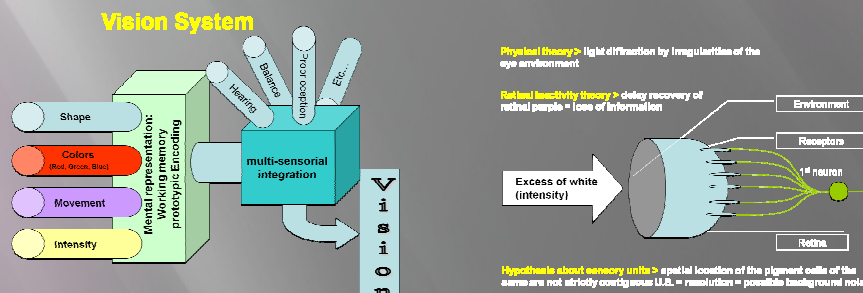 Vision System
Hearing
Balance
Proprioception
Etc...
Shape
Colors
(Red, Green, Blue)
Movement
Intensity
Mental representation:
Working memory
prototypic Encoding
multi-sensorial
integration
Vision
Physical theory > light diffraction by irregularities of the
eye environment
Retinal inactivity theory > delay recovery of
retinal purple = loss of information
Environment
Receptors
1st neuron
Excess of white
(intensity)
Retina
Hypothesis about sensory units > spatial location of the pigment cells of the
same are not strictly contiguous U.S. = resolution = possible background